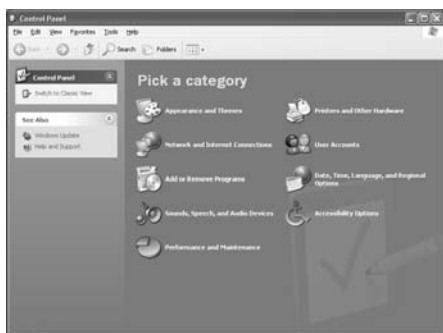 Control Panel
File Edit View Favorites Tools Help
Back Search Folders
Control Panel
Switch to Classic View
See Also
Windows Update
Help and Support
Pick a category
Appearance and Themes
Printers and Other Hardware
Network and Internet Connections
User Accounts
Add or Remove Programs
Date, Time, Language, and Regional
Options
Sounds, Speech, and Audio Devices
Accessibility Options
Performance and Maintenance